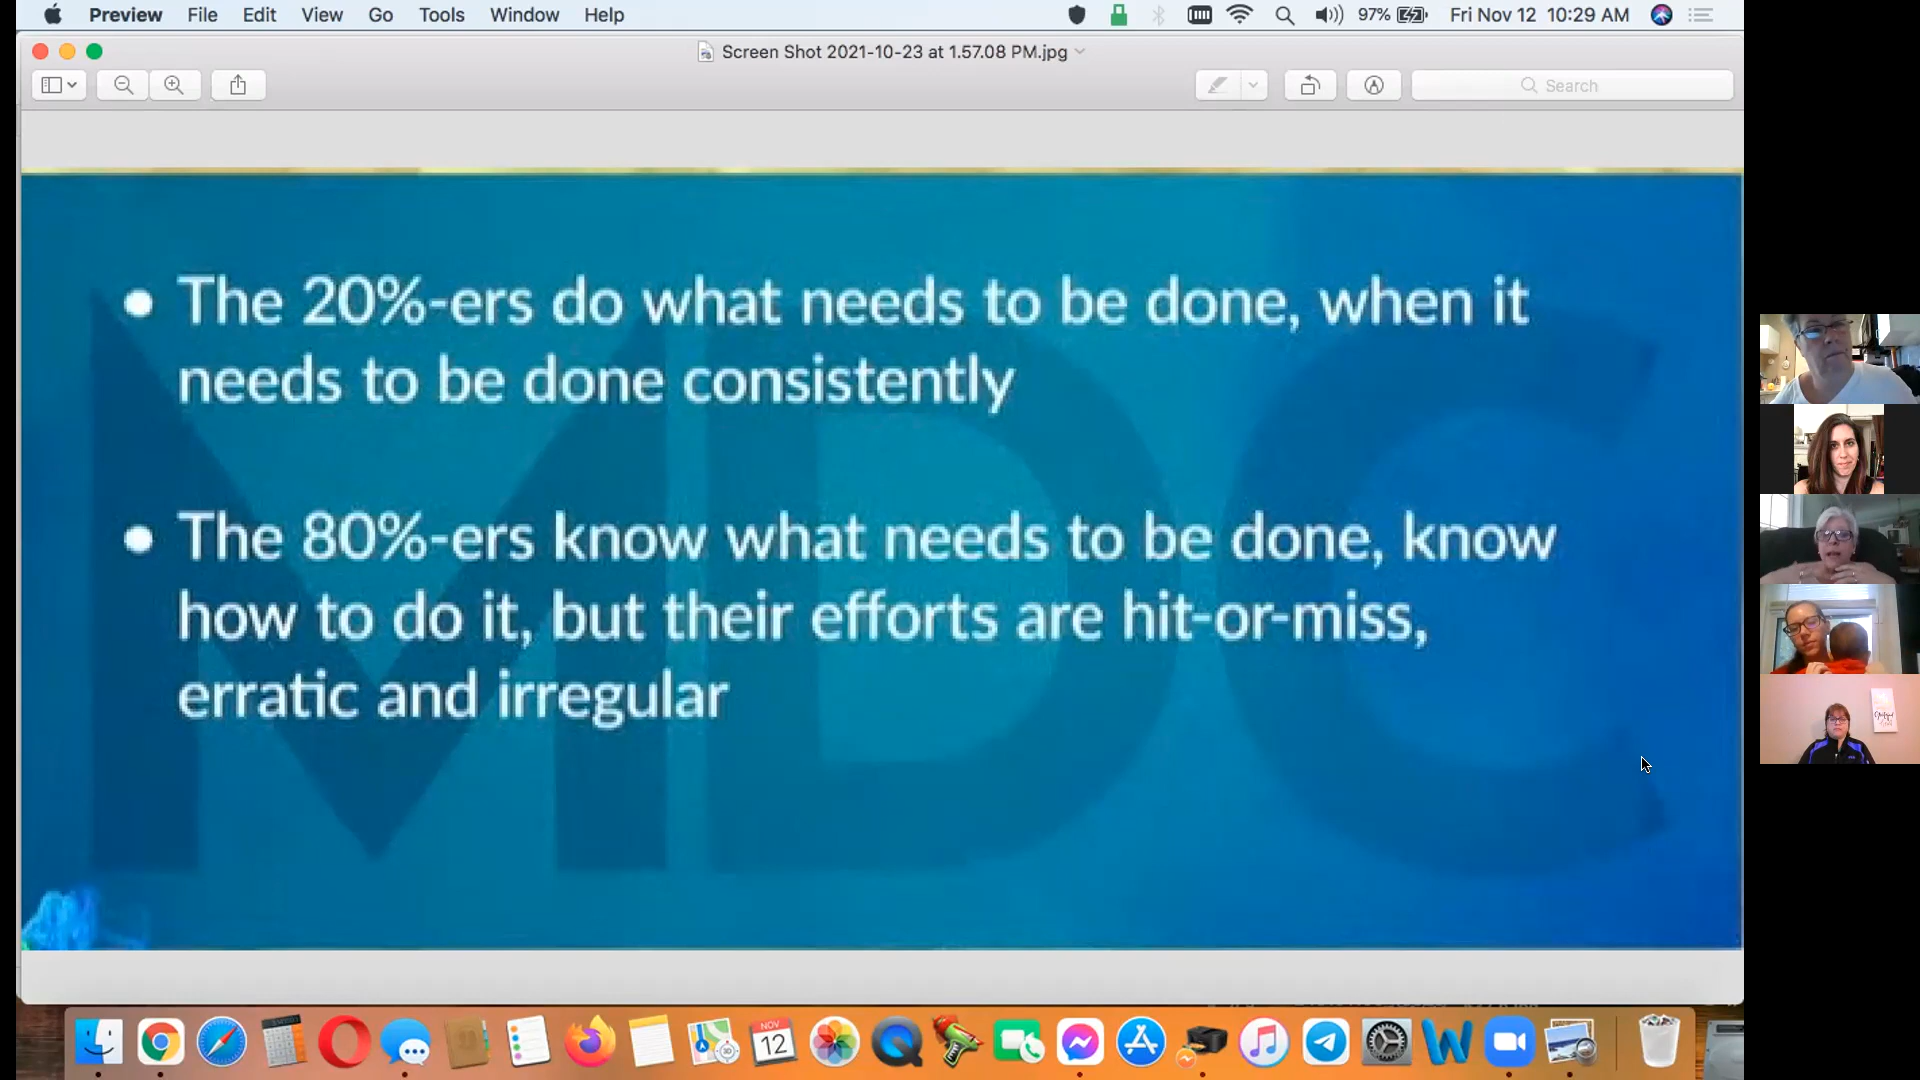 Preview File Edit View Go Tools Window Help 97% Fri Nov 12 10:29 AM
Screen Shot 2021-10-23 at 1.57.08 PM.jpg
Search
MDC
• The 20%-ers do what needs to be done, when it
needs to be done consistently
• The 80%-ers know what needs to be done, know
how to do it, but their efforts are hit-or-miss,
erratic and irregular
NOV
12